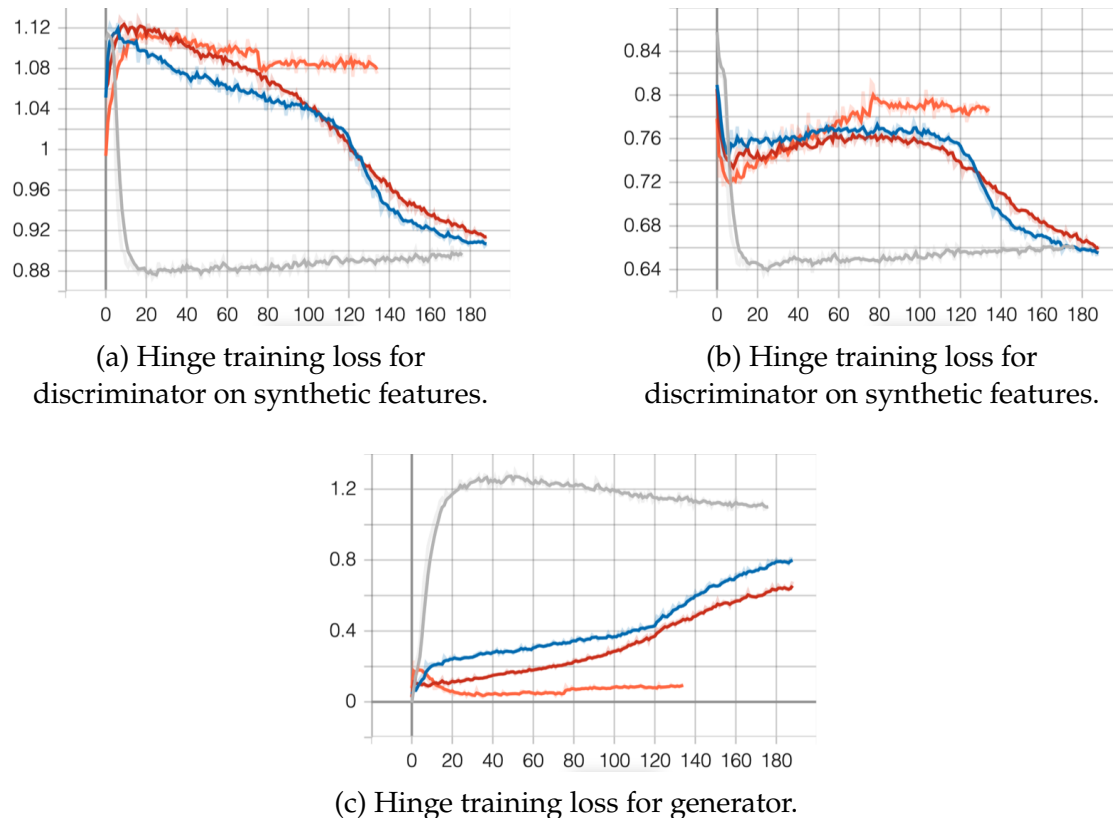 1.12
1.08
1.04
1
0.96
0.92
0.88
0 20 40 60 80 100 120 140 160 180
(a) Hinge training loss for
discriminator on synthetic features.
0.84
0.8
0.76
0.72
0.68
0.64
0 20 40 60 80 100 120 140 160 180
(b) Hinge training loss for
discriminator on synthetic features.
1.2
0.8
0.4
0
0 20 40 60 80 100 120 140 160 180
(c) Hinge training loss for generator.